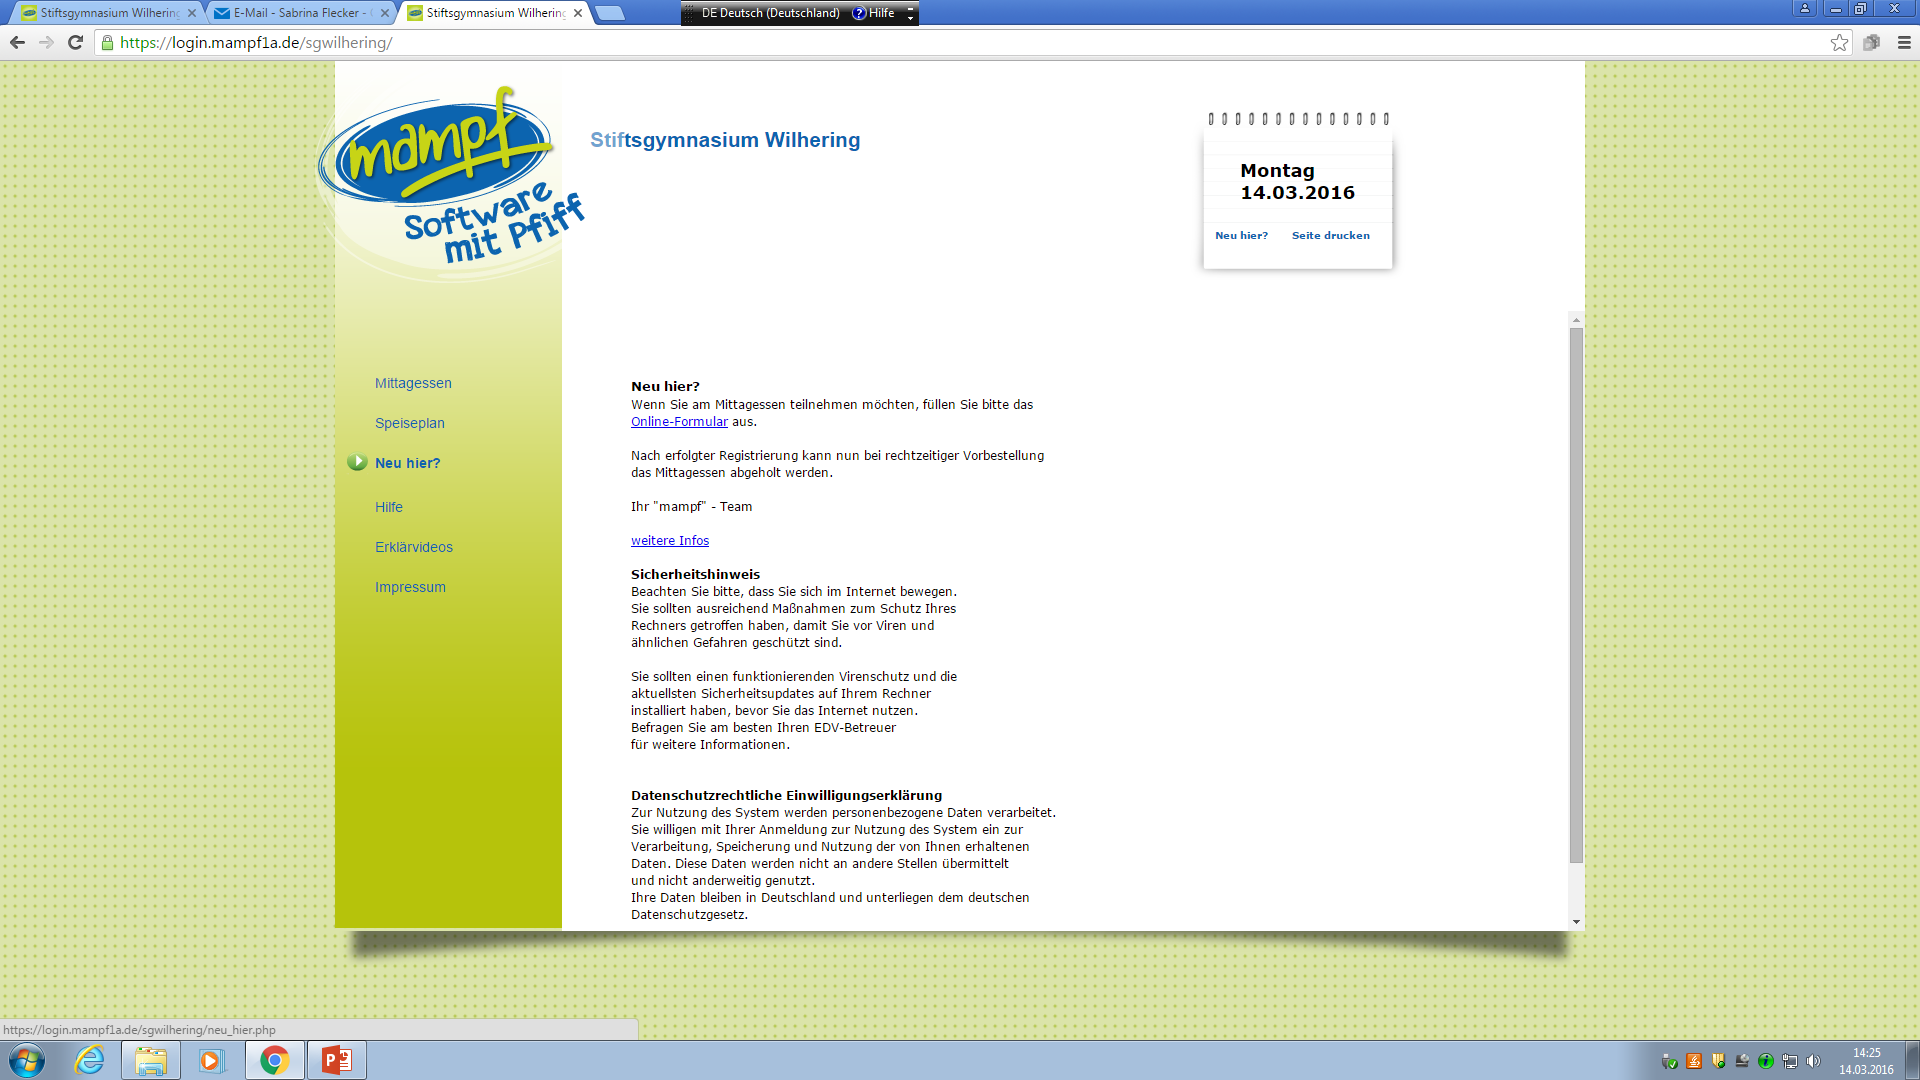 Stiftsgymnasium Wilhering
E-Mail - Sabrina Flecker -
Stiftsgymnasium Wilhering
DE Deutsch (Deutschland)
Hilfe
https://login.mampf1a.de/sgwilhering/
mampf
Software
mit Pfiff
Stiftsgymnasium Wilhering
Montag
14.03.2016
Neu hier?
Seite drucken
Mittagessen
Speiseplan
Neu hier?
Hilfe
Erklärvideos
Impressum
Neu hier?
Wenn Sie am Mittagessen teilnehmen möchten, füllen Sie bitte das
Online-Formular aus.
Nach erfolgter Registrierung kann nun bei rechtzeitiger Vorbestellung
das Mittagessen abgeholt werden.
Ihr "mampf" - Team
weitere Infos
Sicherheitshinweis
Beachten Sie bitte, dass Sie sich im Internet bewegen.
Sie sollten ausreichend Maßnahmen zum Schutz Ihres
Rechners getroffen haben, damit Sie vor Viren und
ähnlichen Gefahren geschützt sind.
Sie sollten einen funktionierenden Virenschutz und die
aktuellsten Sicherheitsupdates auf Ihrem Rechner
installiert haben, bevor Sie das Internet nutzen.
Befragen Sie am besten Ihren EDV-Betreuer
für weitere Informationen.
Datenschutzrechtliche Einwilligungserklärung
Zur Nutzung des System werden personenbezogene Daten verarbeitet.
Sie willigen mit Ihrer Anmeldung zur Nutzung des System ein zur
Verarbeitung, Speicherung und Nutzung der von Ihnen erhaltenen
Daten. Diese Daten werden nicht an andere Stellen übermittelt
und nicht anderweitig genutzt.
Ihre Daten bleiben in Deutschland und unterliegen dem deutschen
Datenschutzgesetz.
https://login.mampf1a.de/sgwilhering/neu_hier.php
14:25
14.03.2016